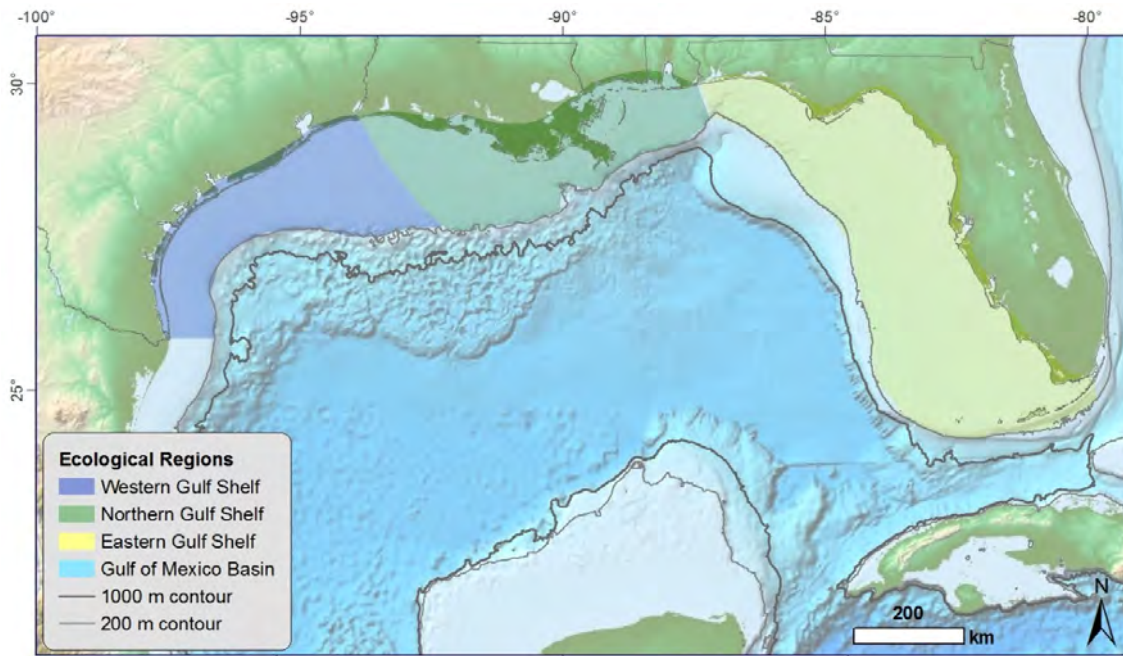 -100° -95° -90° -85° -80°
30°
25°
Ecological Regions
Western Gulf Shelf
Northern Gulf Shelf
Eastern Gulf Shelf
Gulf of Mexico Basin
1000 m contour
200 m contour
N
200
km